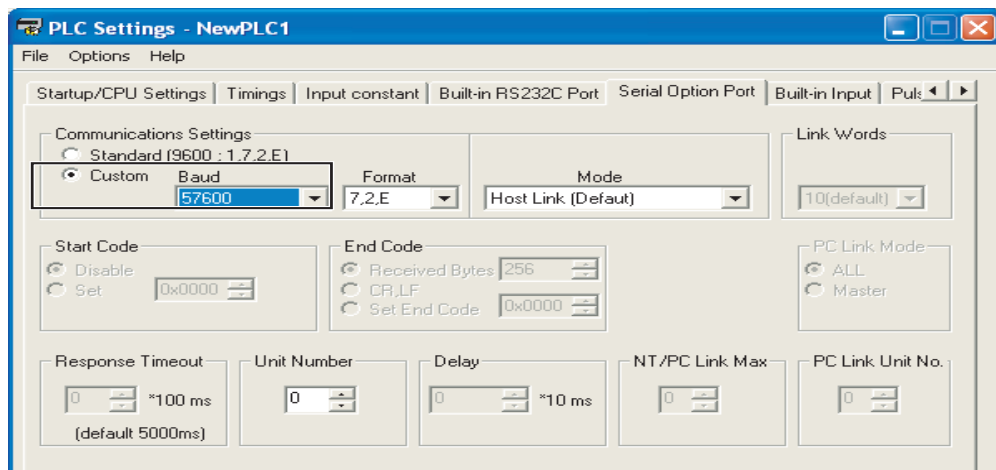 PLC Settings - NewPLC1
File Options Help
Startup/CPU Settings Timings Input constant Built-in RS232C Port Serial Option Port Built-in Input Puls
Communications Settings
Link Words
Standard (9600 ; 1,7,2,E)
Custom Baud Format Mode
57600 7,2,E Host Link (Defaut) 10(default)
Start Code End Code PC Link Mode
Disable Received Bytes 256 ALL
Set 0x0000 CR,LF Master
Set End Code 0x0000
Response Timeout Unit Number Delay NT/PC Link Max PC Link Unit No.
0 *100 ms 0 0 *10 ms 0 0
(default 5000ms)